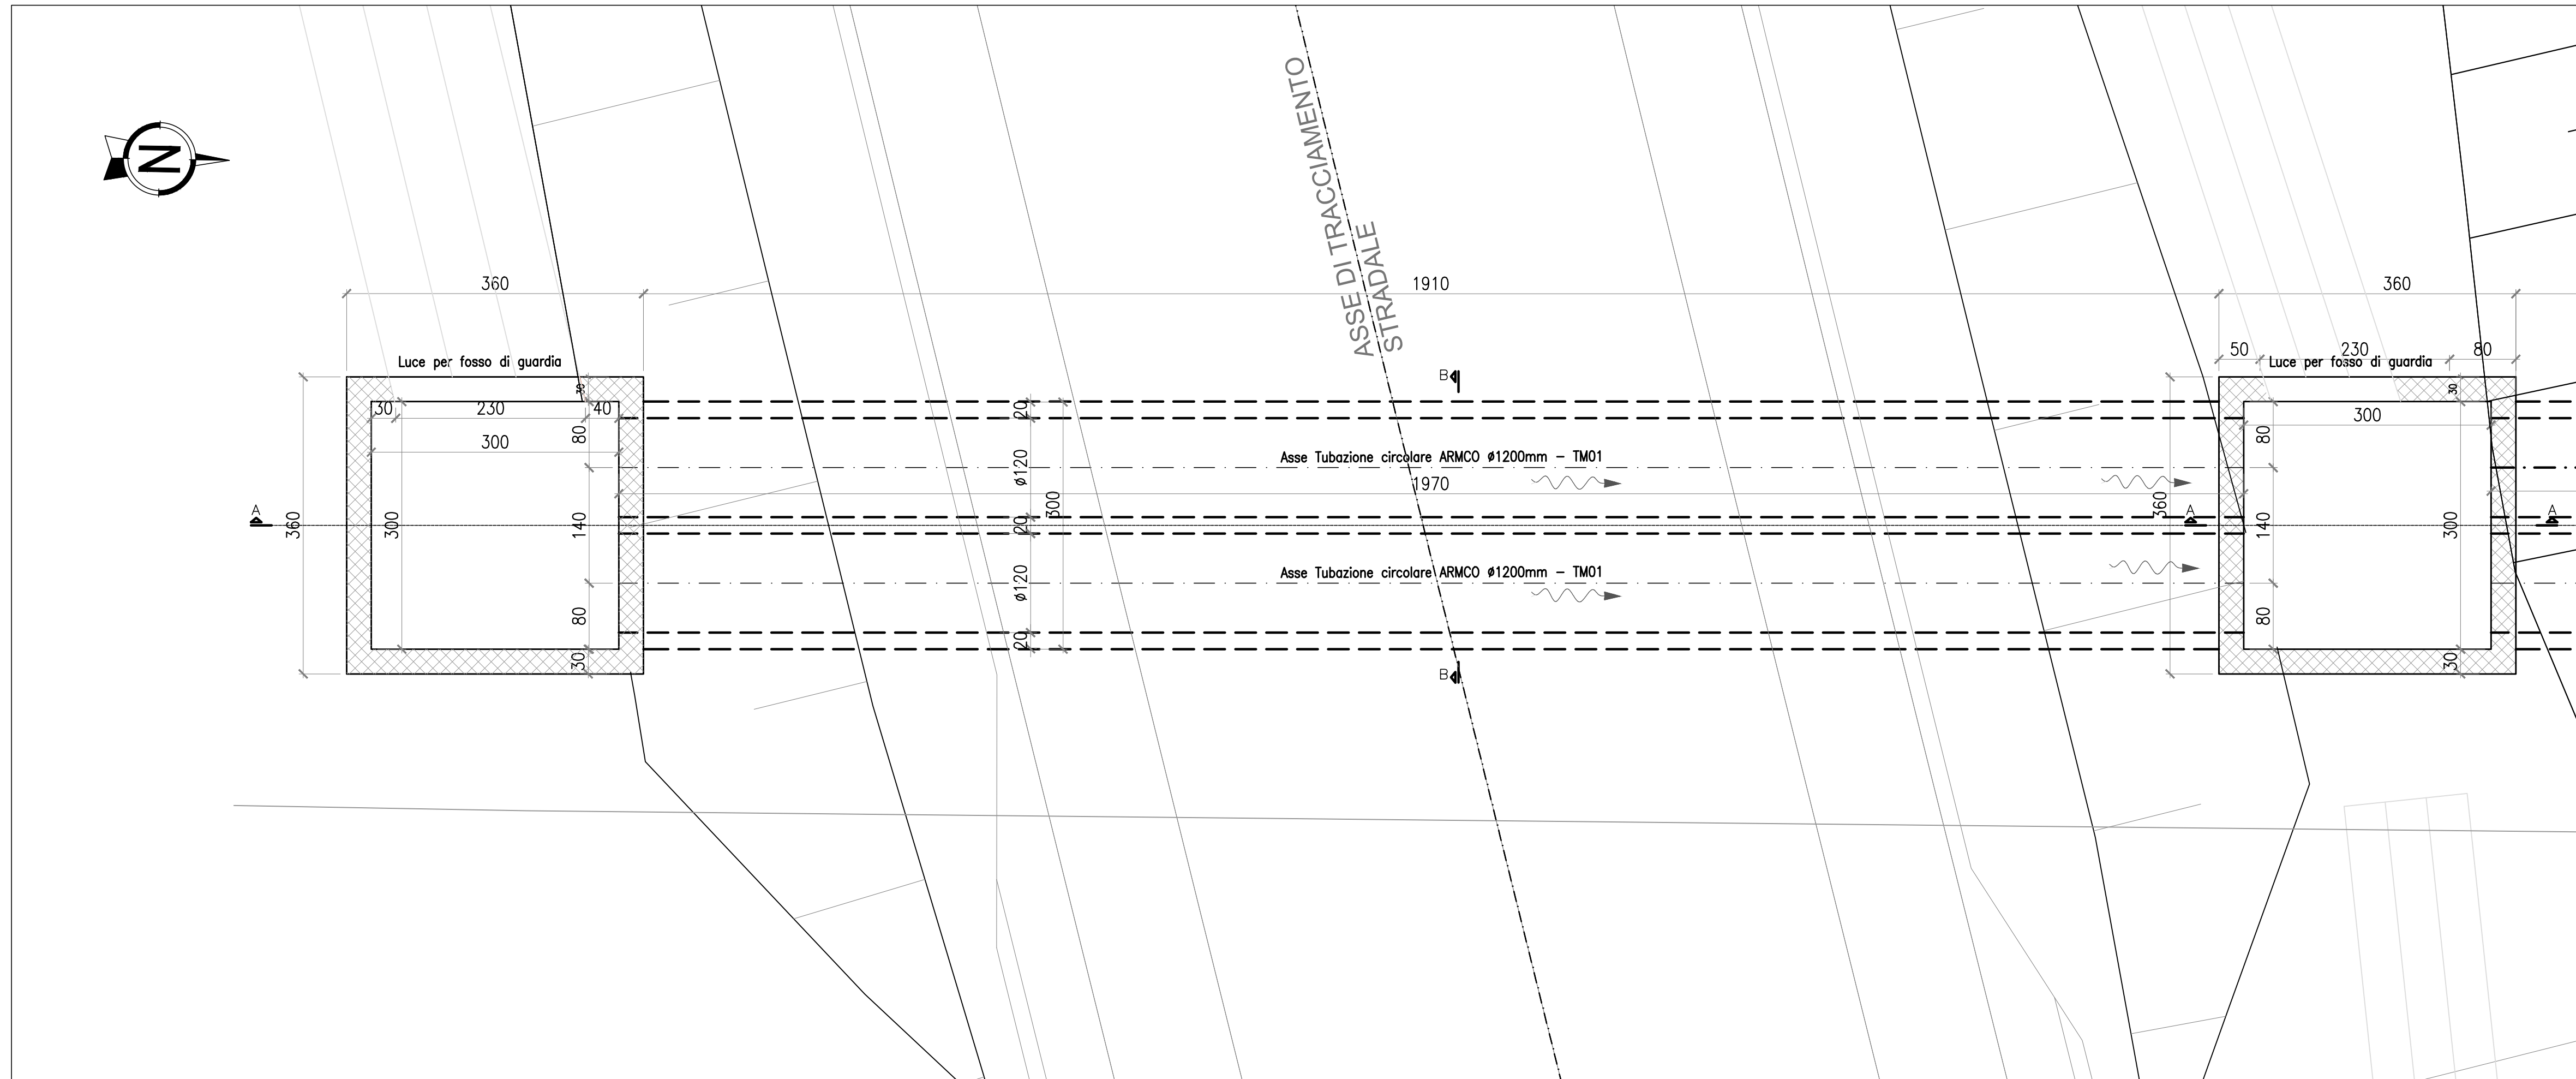 ASSE DI TRACCIAMENTO
STRADALE
N
360
1910
360
Luce per fosso di guardia
50
230
80
Luce per fosso di guardia
B
30
30
230
40
20
30
300
80
300
80
Asse Tubazione circolare ARMCO ø1200mm - TM01
ø120
1970
300
360
A
360
300
140
120
A
140
300
A
Asse Tubazione circolare ARMCO ø1200mm - TM01
ø120
80
80
20
30
30
B